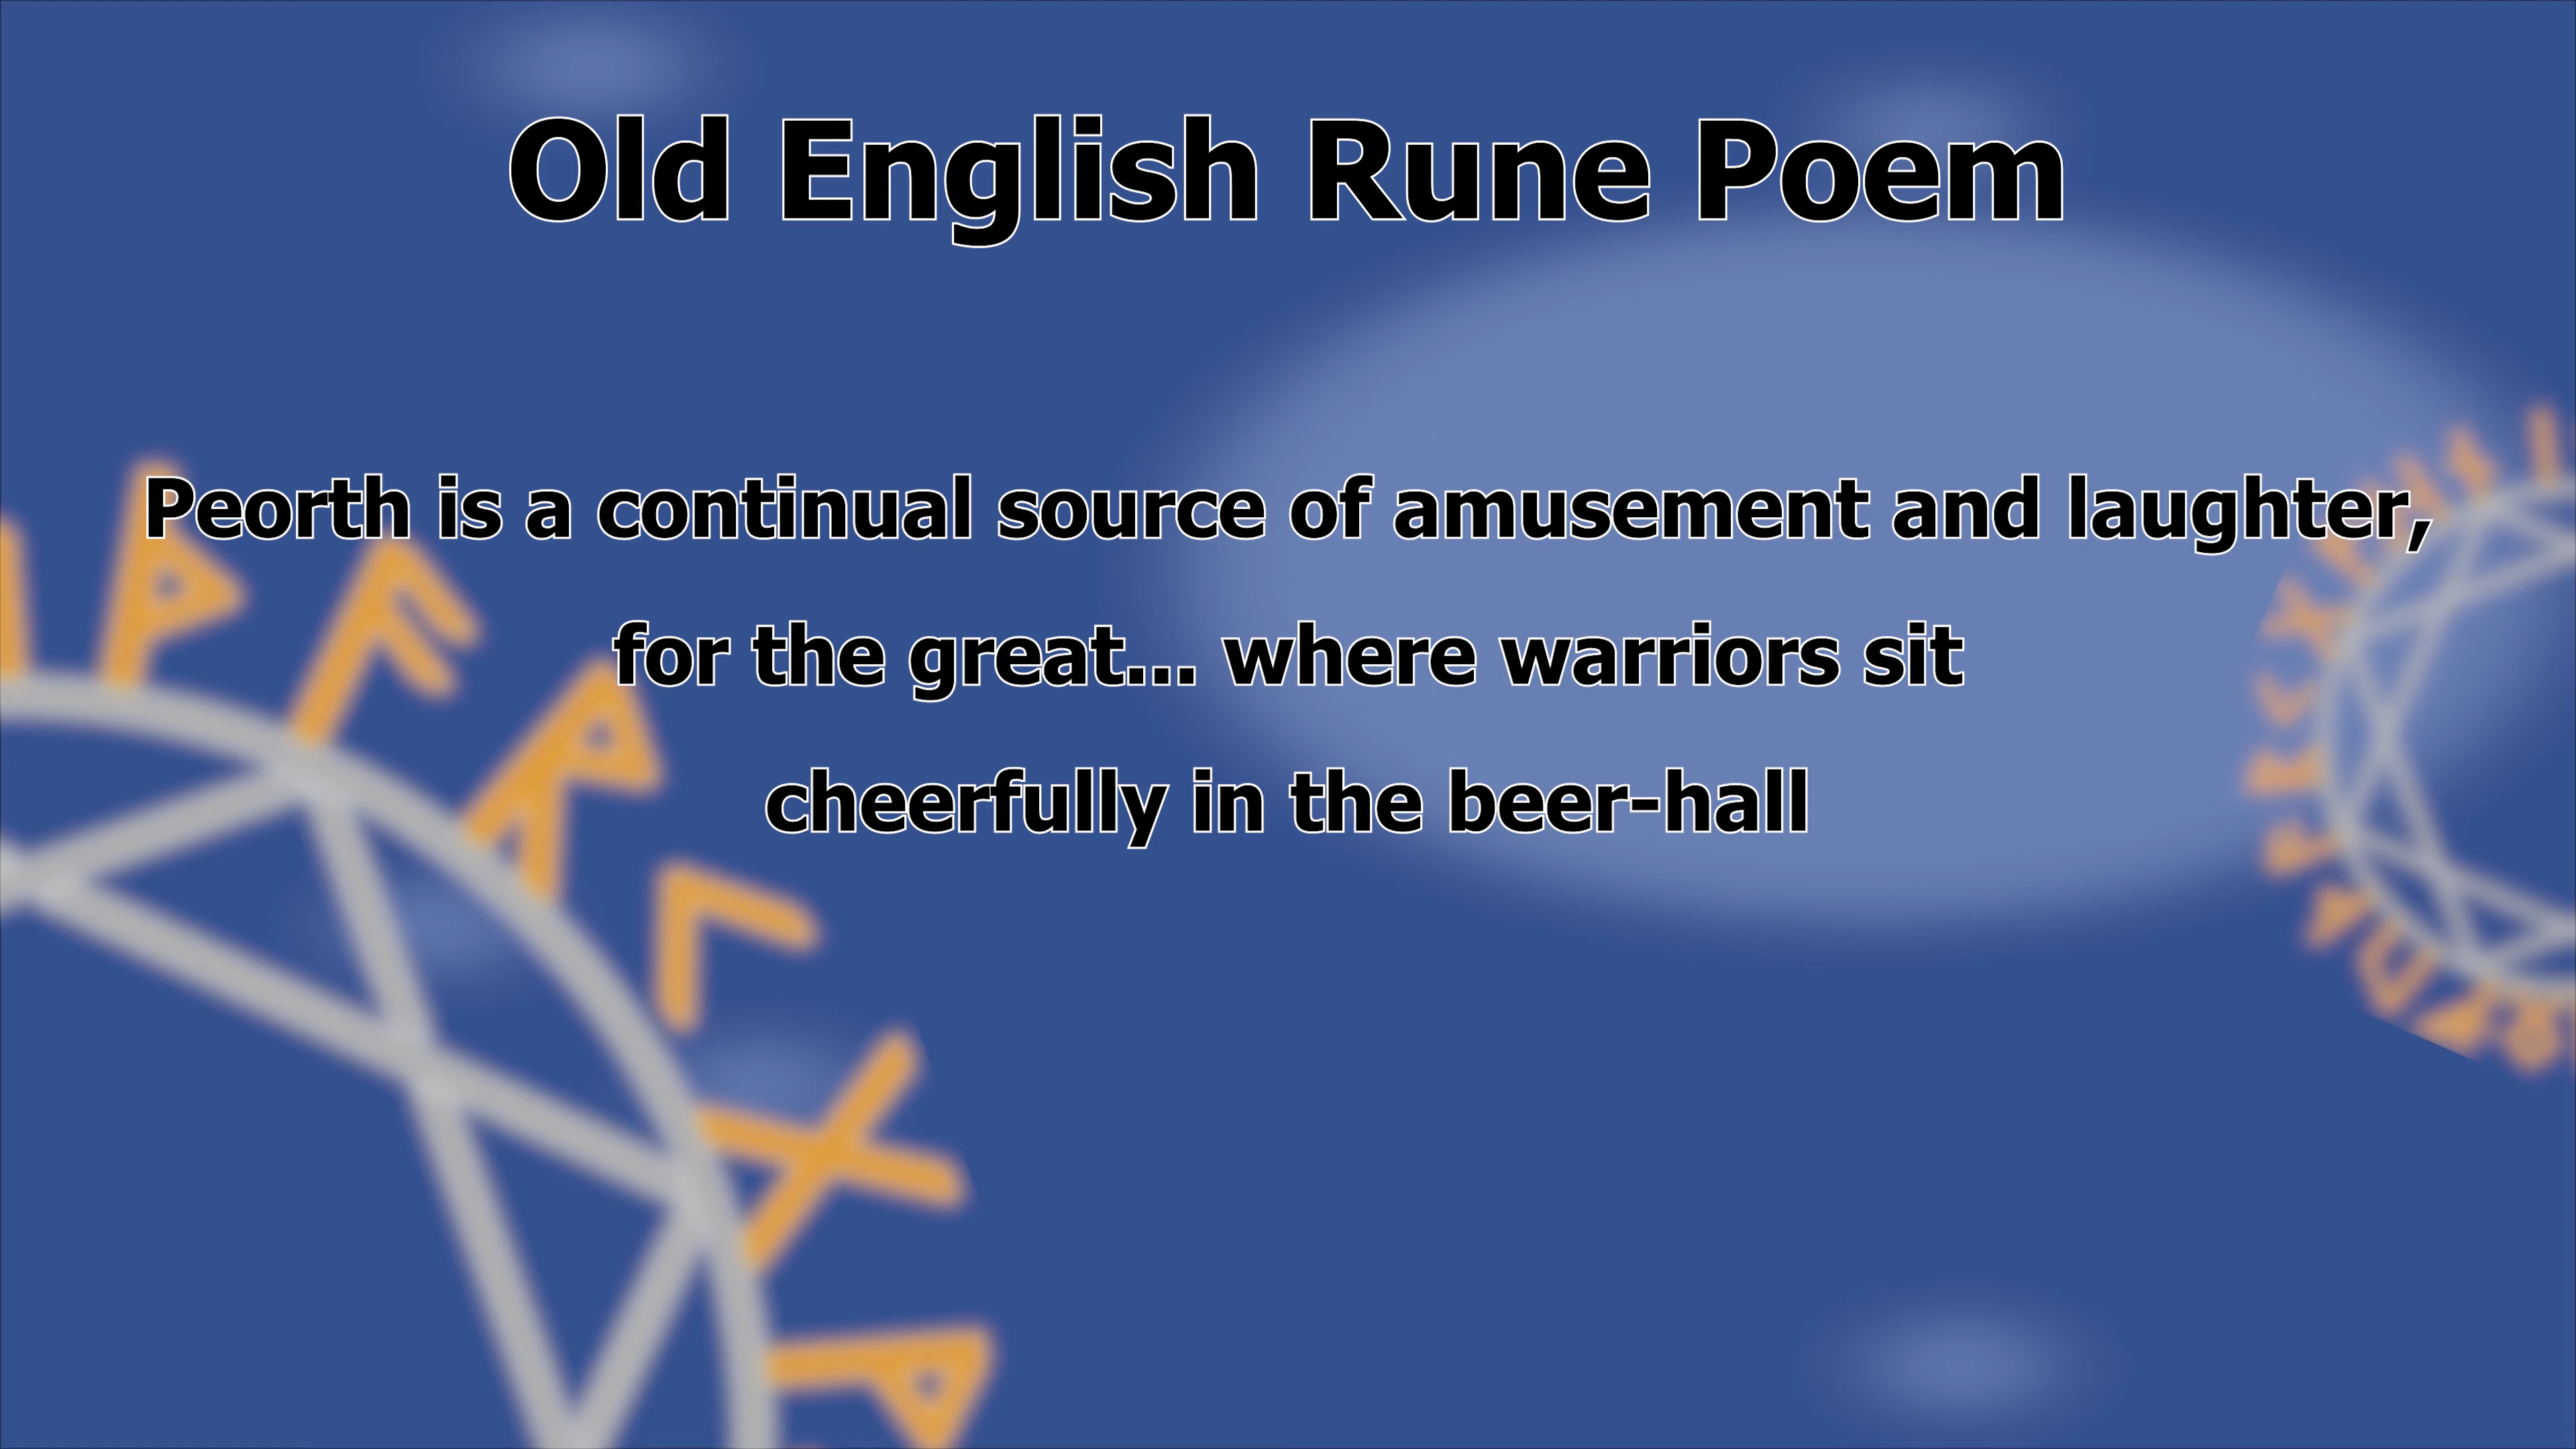 Old English Rune Poem
Peorth is a continual source of amusement and laughter,
for the great... where warriors sit
cheerfully in the beer-hall